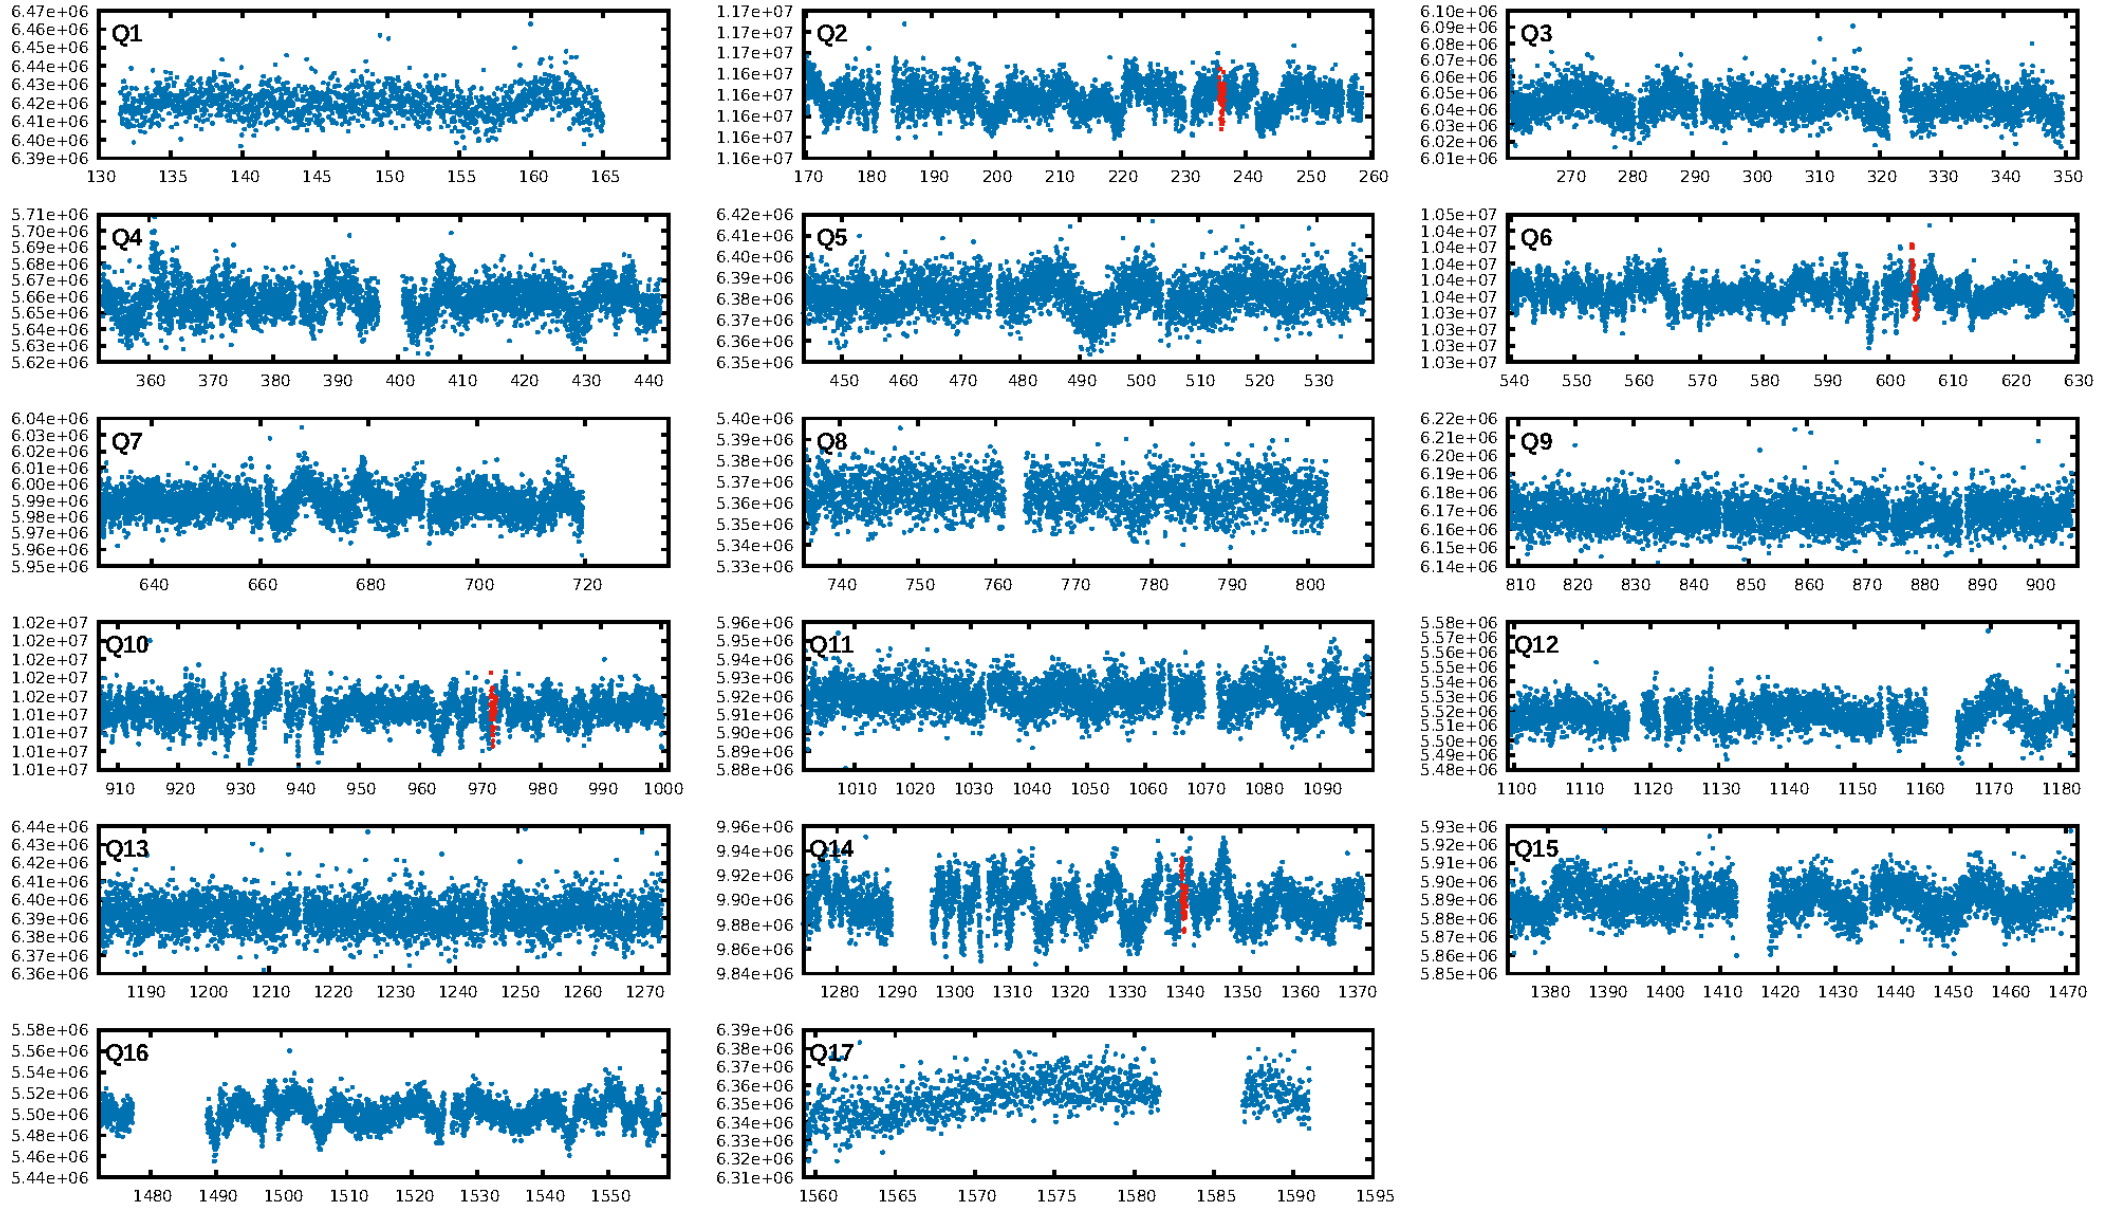 6.47e+06
6.46e+06
6.45e+06
6.44e+06
6.43e+06
6.42e+06
6.41e+06
6.40e+06
6.39e+06
Q1
130 135 140 145 150 155 160 165
1.17e+07
1.17e+07
1.17e+07
1.16e+07
1.16e+07
1.16e+07
1.16e+07
1.16e+07
Q2
170 180 190 200 210 220 230 240 250 260
6.10e+06
6.09e+06
6.08e+06
6.07e+06
6.06e+06
6.05e+06
6.04e+06
6.03e+06
6.02e+06
6.01e+06
Q3
270 280 290 300 310 320 330 340 350
5.71e+06
5.70e+06
5.69e+06
5.68e+06
5.67e+06
5.66e+06
5.65e+06
5.64e+06
5.63e+06
5.62e+06
Q4
360 370 380 390 400 410 420 430 440
6.42e+06
6.41e+06
6.40e+06
6.39e+06
6.38e+06
6.37e+06
6.36e+06
6.35e+06
Q5
450 460 470 480 490 500 510 520 530
1.05e+07
1.04e+07
1.04e+07
1.04e+07
1.04e+07
1.04e+07
1.04e+07
1.03e+07
1.03e+07
1.03e+07
Q6
540 550 560 570 580 590 600 610 620 630
6.04e+06
6.03e+06
6.02e+06
6.01e+06
6.00e+06
5.99e+06
5.98e+06
5.97e+06
5.96e+06
5.95e+06
Q7
640 660 680 700 720
5.40e+06
5.39e+06
5.38e+06
5.37e+06
5.36e+06
5.35e+06
5.34e+06
5.33e+06
Q8
740 750 760 770 780 790 800
6.22e+06
6.21e+06
6.20e+06
6.19e+06
6.18e+06
6.17e+06
6.16e+06
6.15e+06
6.14e+06
Q9
810 820 830 840 850 860 870 880 890 900
1.02e+07
1.02e+07
1.02e+07
1.02e+07
1.02e+07
1.01e+07
1.01e+07
1.01e+07
1.01e+07
Q10
910 920 930 940 950 960 970 980 990 1000
5.96e+06
5.95e+06
5.94e+06
5.93e+06
5.92e+06
5.91e+06
5.90e+06
5.89e+06
5.88e+06
Q11
1010 1020 1030 1040 1050 1060 1070 1080 1090
5.58e+06
5.57e+06
5.56e+06
5.55e+06
5.54e+06
5.53e+06
5.52e+06
5.51e+06
5.50e+06
5.49e+06
5.48e+06
Q12
1100 1110 1120 1130 1140 1150 1160 1170 1180
6.44e+06
6.43e+06
6.42e+06
6.41e+06
6.40e+06
6.39e+06
6.38e+06
6.37e+06
6.36e+06
Q13
1190 1200 1210 1220 1230 1240 1250 1260 1270
9.96e+06
9.94e+06
9.92e+06
9.90e+06
9.88e+06
9.86e+06
9.84e+06
Q14
1280 1290 1300 1310 1320 1330 1340 1350 1360 1370
5.93e+06
5.92e+06
5.91e+06
5.90e+06
5.89e+06
5.88e+06
5.87e+06
5.86e+06
5.85e+06
Q15
1380 1390 1400 1410 1420 1430 1440 1450 1460 1470
5.58e+06
5.56e+06
5.54e+06
5.52e+06
5.50e+06
5.48e+06
5.46e+06
5.44e+06
Q16
1480 1490 1500 1510 1520 1530 1540 1550
6.39e+06
6.38e+06
6.37e+06
6.36e+06
6.35e+06
6.34e+06
6.33e+06
6.32e+06
6.31e+06
Q17
1560 1565 1570 1575 1580 1585 1590 1595